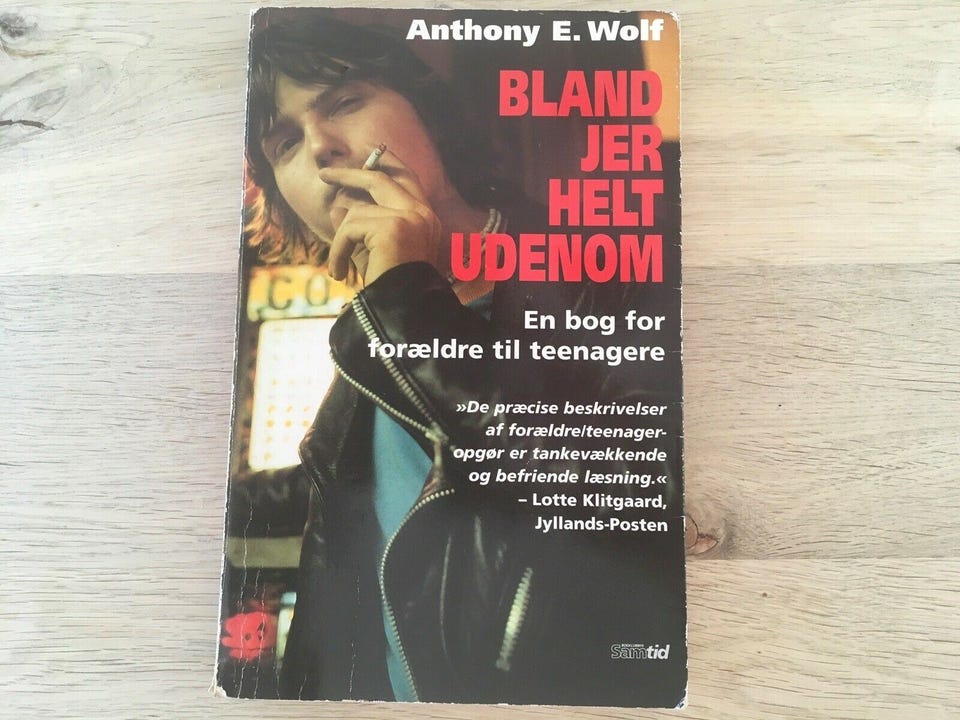 Anthony E. Wolf
BLAND
JER
HELT
UDENOM
CO
En bog for
forældre til teenagere
»De præcise beskrivelser
af forældre/teenager-
opgør er tankevækkende
og befriende læsning.«
– Lotte Klitgaard,
Jyllands-Posten
Samtid